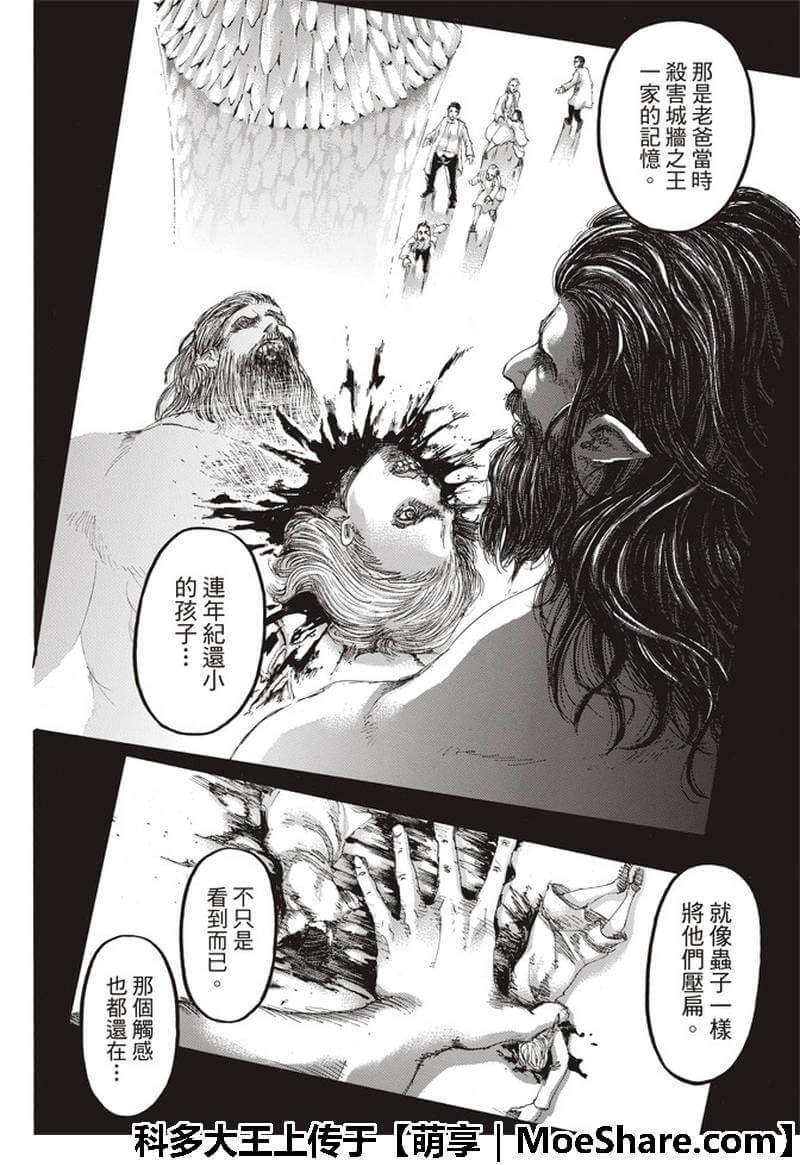 那是老爸當時
殺害城牆之王
一家的記憶。
連年紀還小
的孩子…
就像蟲子一樣
將他們壓扁。
不只是
看到而已。
那個觸感
也都還在…
科多大王上传于【萌享｜MoeShare.com】